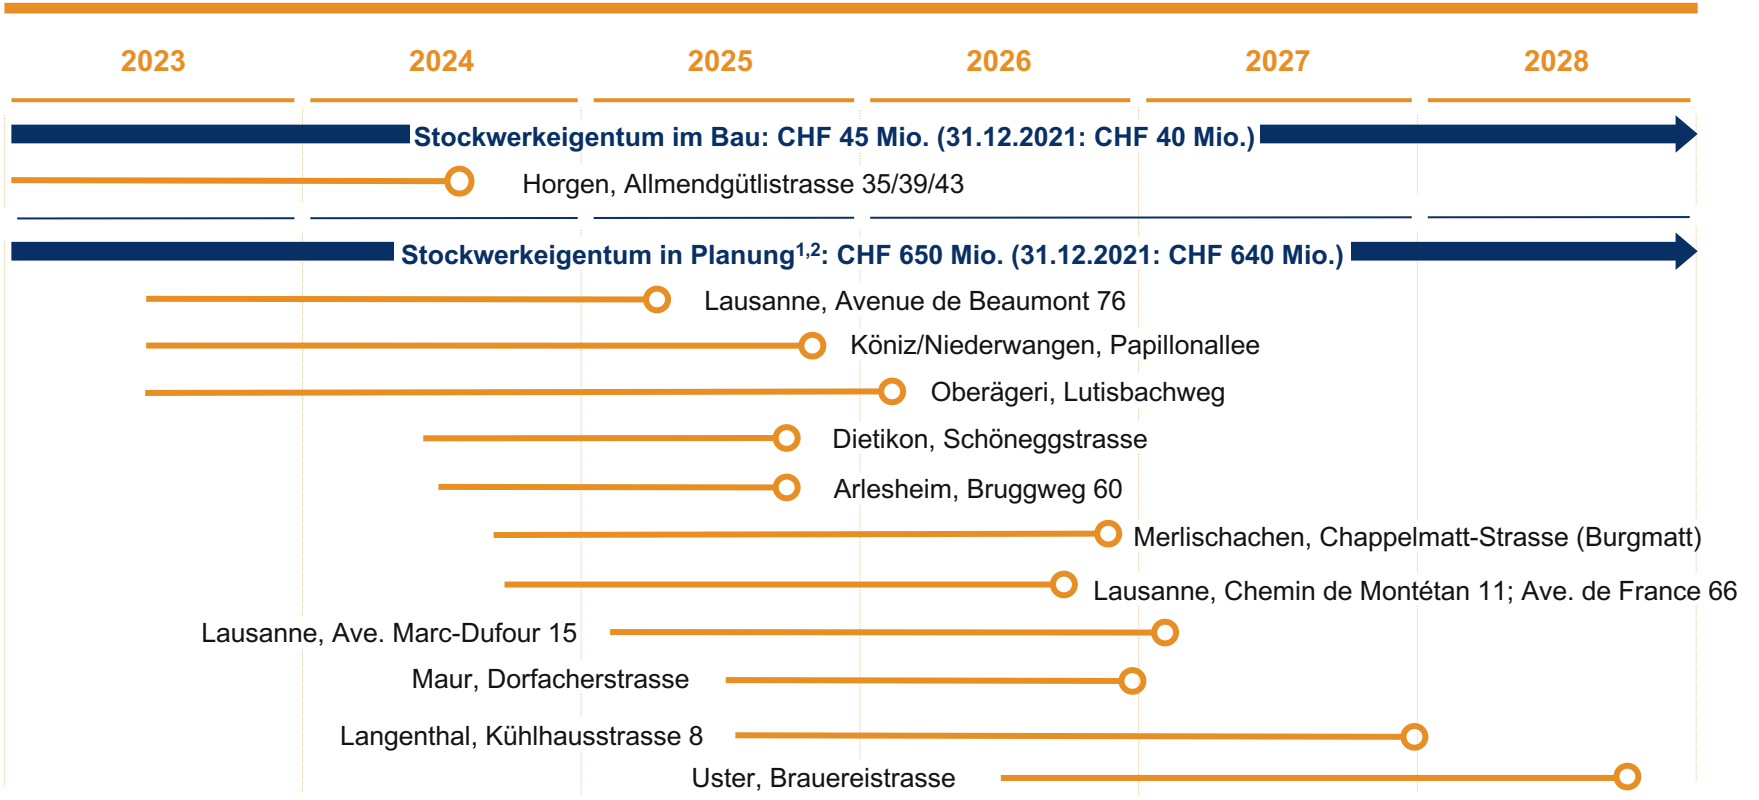 2023 2024 2025 2026 2027 2028
Stockwerkeigentum im Bau: CHF 45 Mio. (31.12.2021: CHF 40 Mio.)
Horgen, Allmendgütlistrasse 35/39/43
Stockwerkeigentum in Planung1,2: CHF 650 Mio. (31.12.2021: CHF 640 Mio.)
Lausanne, Avenue de Beaumont 76
Köniz/Niederwangen, Papillonallee
Oberägeri, Lutisbachweg
Dietikon, Schöneggstrasse
Arlesheim, Bruggweg 60
Merlischachen, Chappelmatt-Strasse (Burgmatt)
Lausanne, Chemin de Montétan 11; Ave. de France 66
Lausanne, Ave. Marc-Dufour 15
Maur, Dorfacherstrasse
Langenthal, Kühlhausstrasse 8
Uster, Brauereistrasse